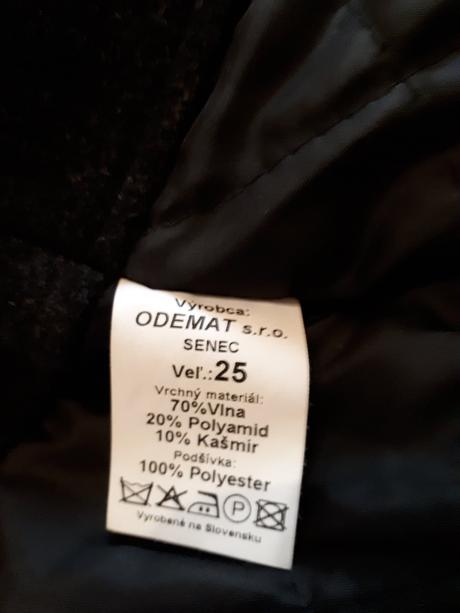 Výrobca:
ODEMAT s.r.o.
SENEC
Veľ.:25
Vrchný materiál:
70%Vlna
20% Polyamid
10% Kašmír
Podšívka:
100% Polyester
P
Vyrobené na Slovensku